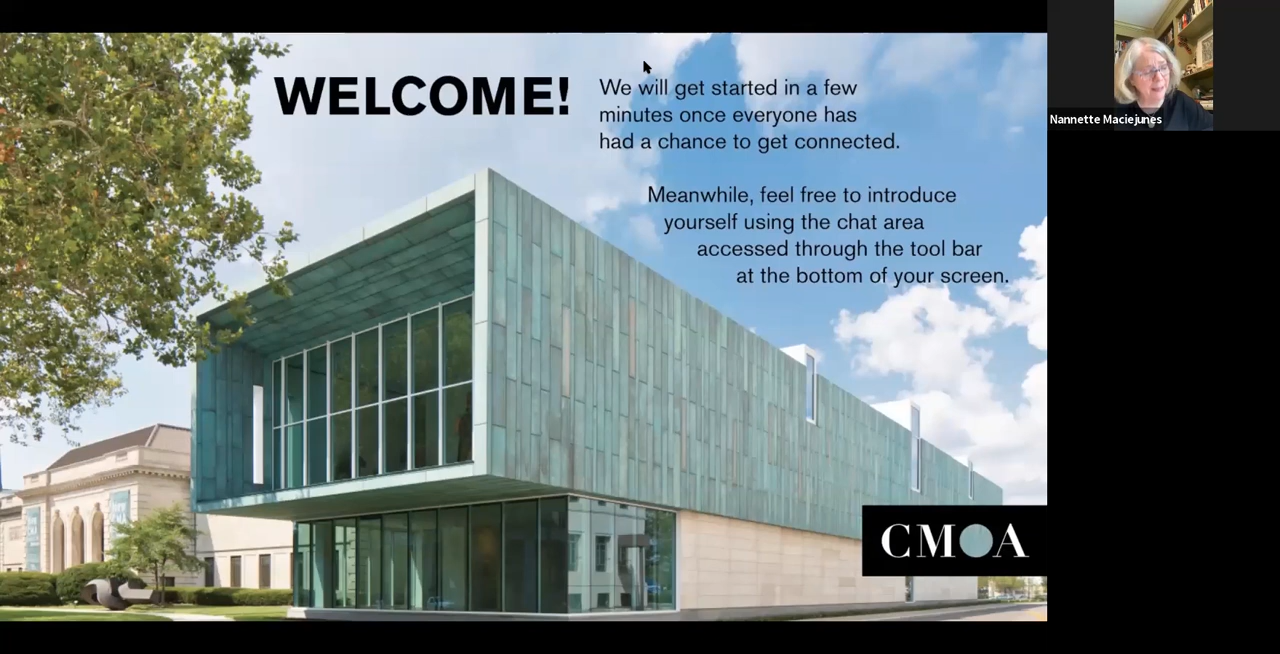 WELCOME!
We will get started in a few
minutes once everyone has
had a chance to get connected.
Meanwhile, feel free to introduce
yourself using the chat area
accessed through the tool bar
at the bottom of your screen.
CMOA
Nannette Maciejunes